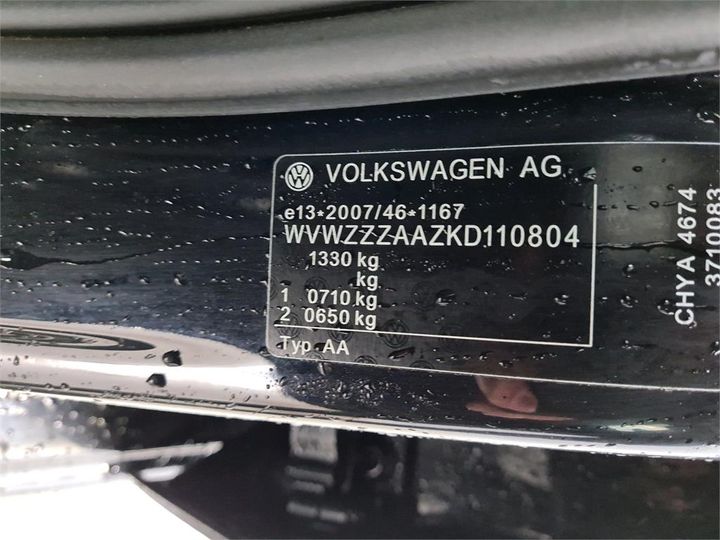 VOLKSWAGEN AG
e13*2007/46*1167
WVWZZZAAZKD110804
1330 kg
kg
1 0710 kg
2 0650 kg
Typ AA
CHYA 4674
3710083